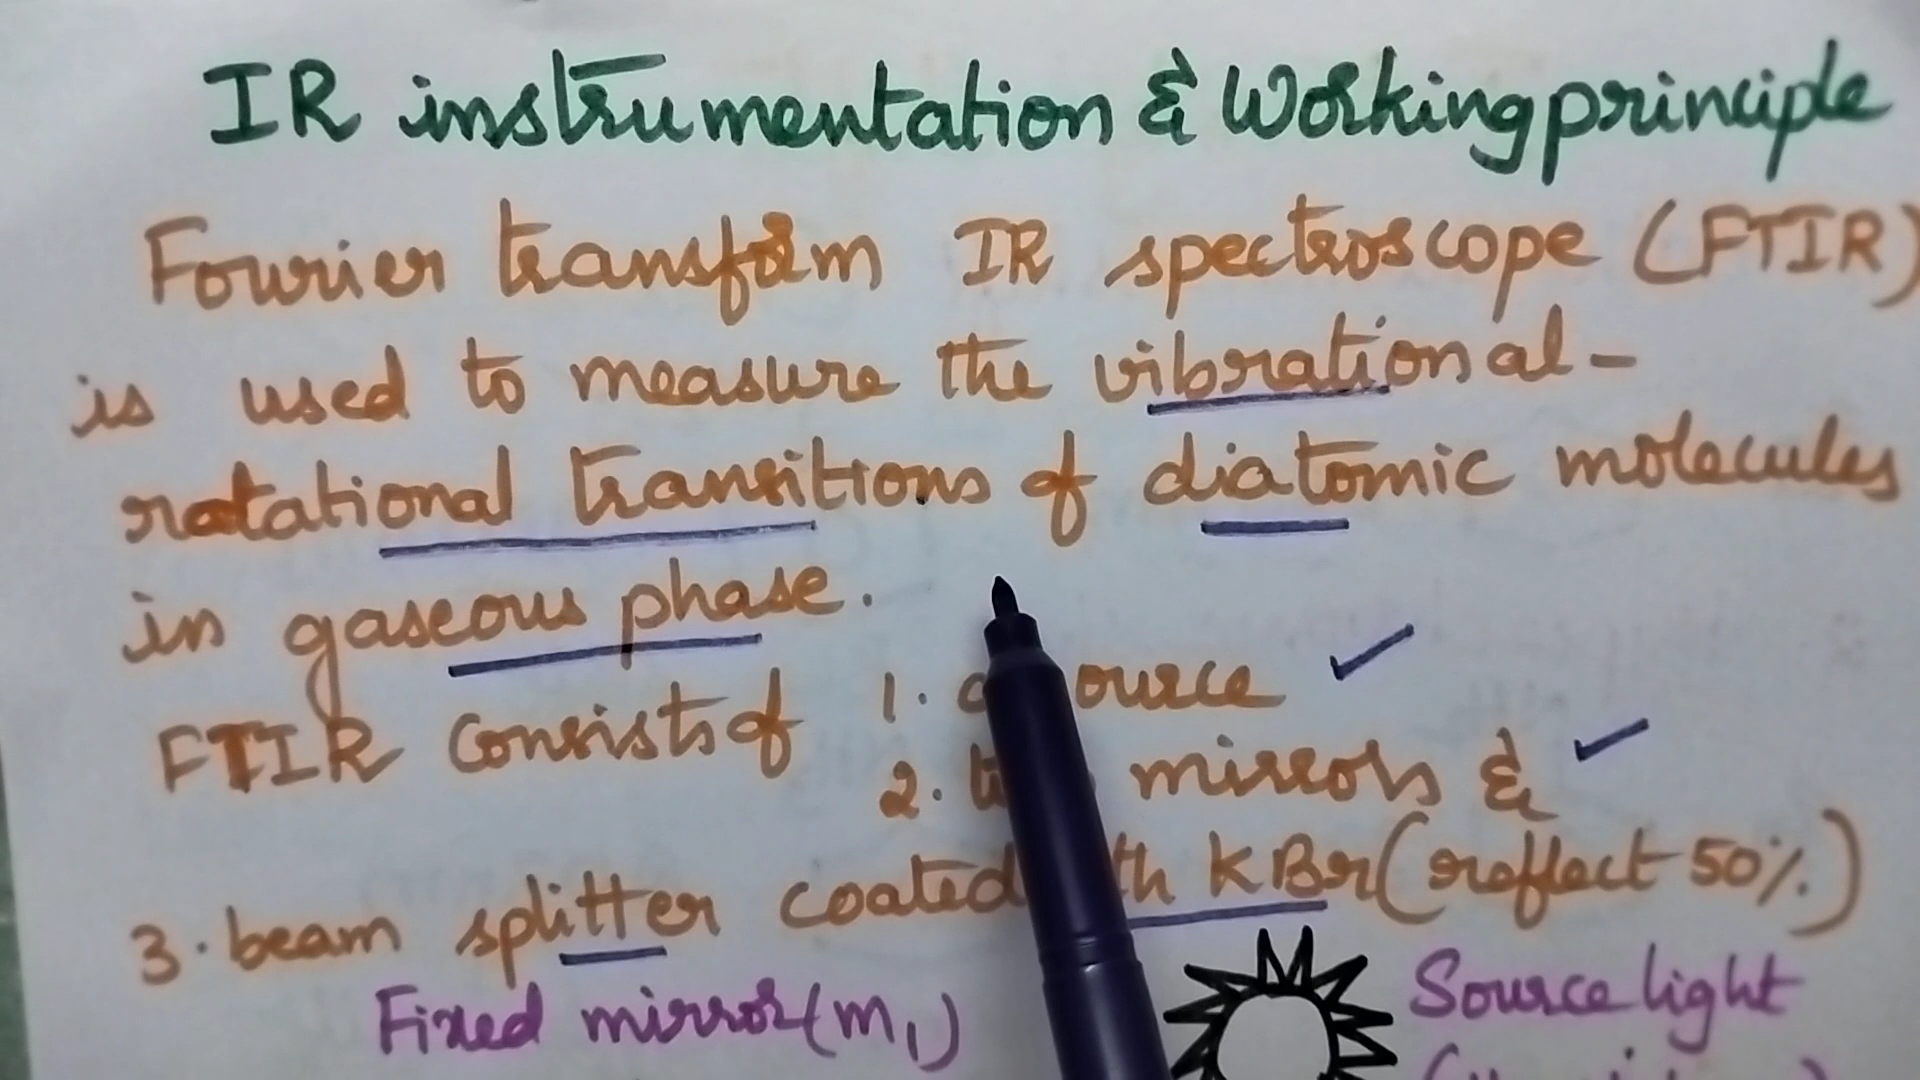 IR instrumentation & Working principle
Fourier transform IR spectroscope (FTIR)
is used to measure the vibrational-
rotational transitions of diatomic molecules
in gaseous phase.
FTIR consists of 1. ource
2. mirrors &
3. beam splitter coated th KBr (reflect 50%)
Fixed mirror (m1)
Source light